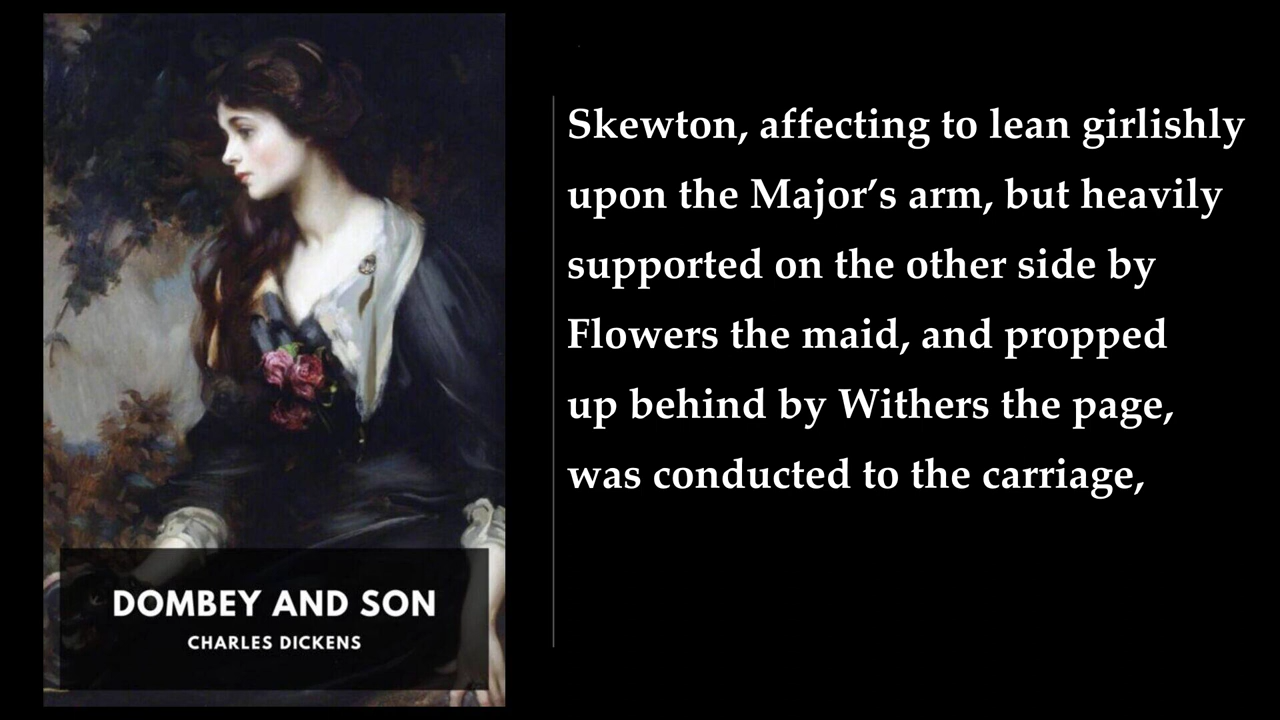 DOMBEY AND SON
CHARLES DICKENS
Skewton, affecting to lean girlishly
upon the Major’s arm, but heavily
supported on the other side by
Flowers the maid, and propped
up behind by Withers the page,
was conducted to the carriage,